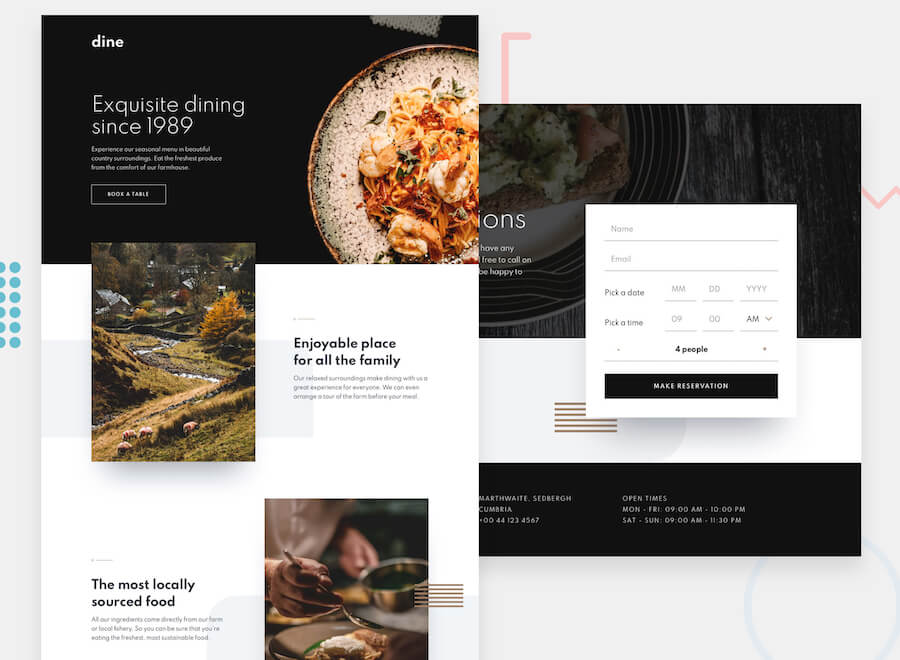 dine
Exquisite dining
since 1989
Experience our seasonal menu in beautiful
country surroundings. Eat the freshest produce
from the comfort of our farmhouse.
BOOK A TABLE
Enjoyable place
for all the family
Our relaxed surroundings make dining with us a
great experience for everyone. We can even
arrange a tour of the farm before your meal.
The most locally
sourced food
All our ingredients come directly from our farm
or local fishery. So you can be sure that you're
eating the freshest, most sustainable food.
ions
have any
free to call on
be happy to
Name
Email
Pick a date
MM
DD
YYYY
Pick a time
09
00
AM
- 4 people +
MAKE RESERVATION
MARTHWAITE, SEDBERGH
CUMBRIA
+00 44 123 4567
OPEN TIMES
MON - FRI: 09:00 AM - 10:00 PM
SAT - SUN: 09:00 AM - 11:30 PM